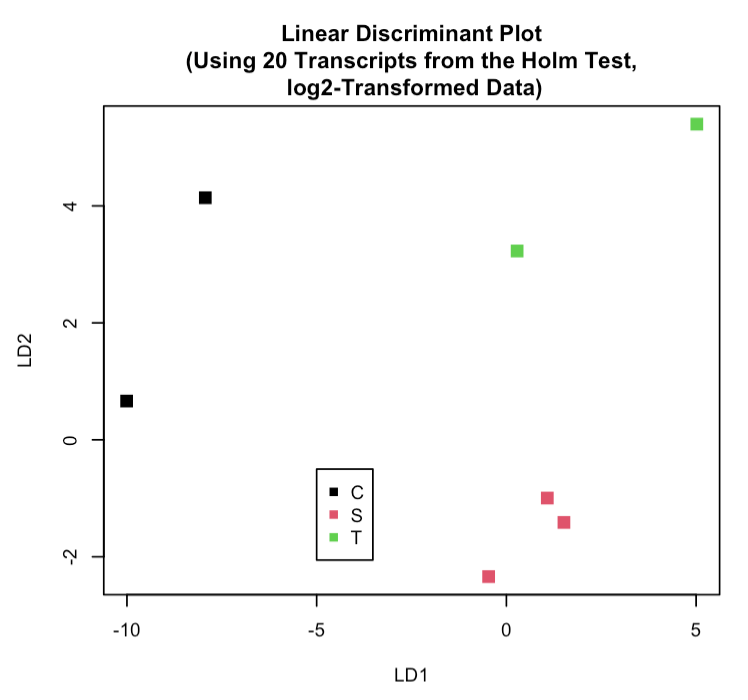 Linear Discriminant Plot
(Using 20 Transcripts from the Holm Test,
log2-Transformed Data)
LD2
4
2
0
-2
C
S
T
-10 -5 0 5
LD1